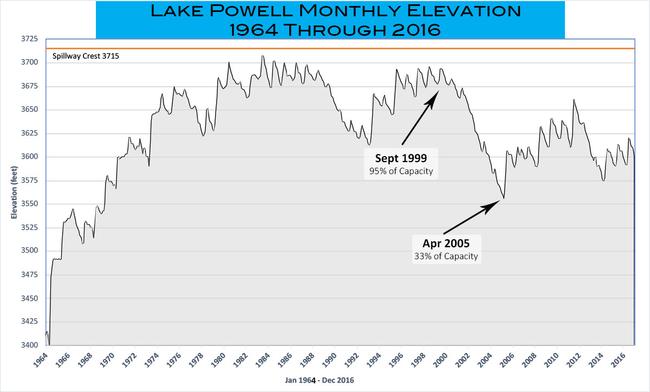 Lake Powell Monthly Elevation
1964 Through 2016
3725
Spillway Crest 3715
3700
3675
3650
3625
3600
3575
3550
3525
3500
3475
3450
3425
3400
Elevation (feet)
Sept 1999
95% of Capacity
Apr 2005
33% of Capacity
1964 1966 1968 1970 1972 1974 1976 1978 1980 1982 1984 1986 1988 1990 1992 1994 1996 1998 2000 2002 2004 2006 2008 2010 2012 2014 2016
Jan 1964 - Dec 2016